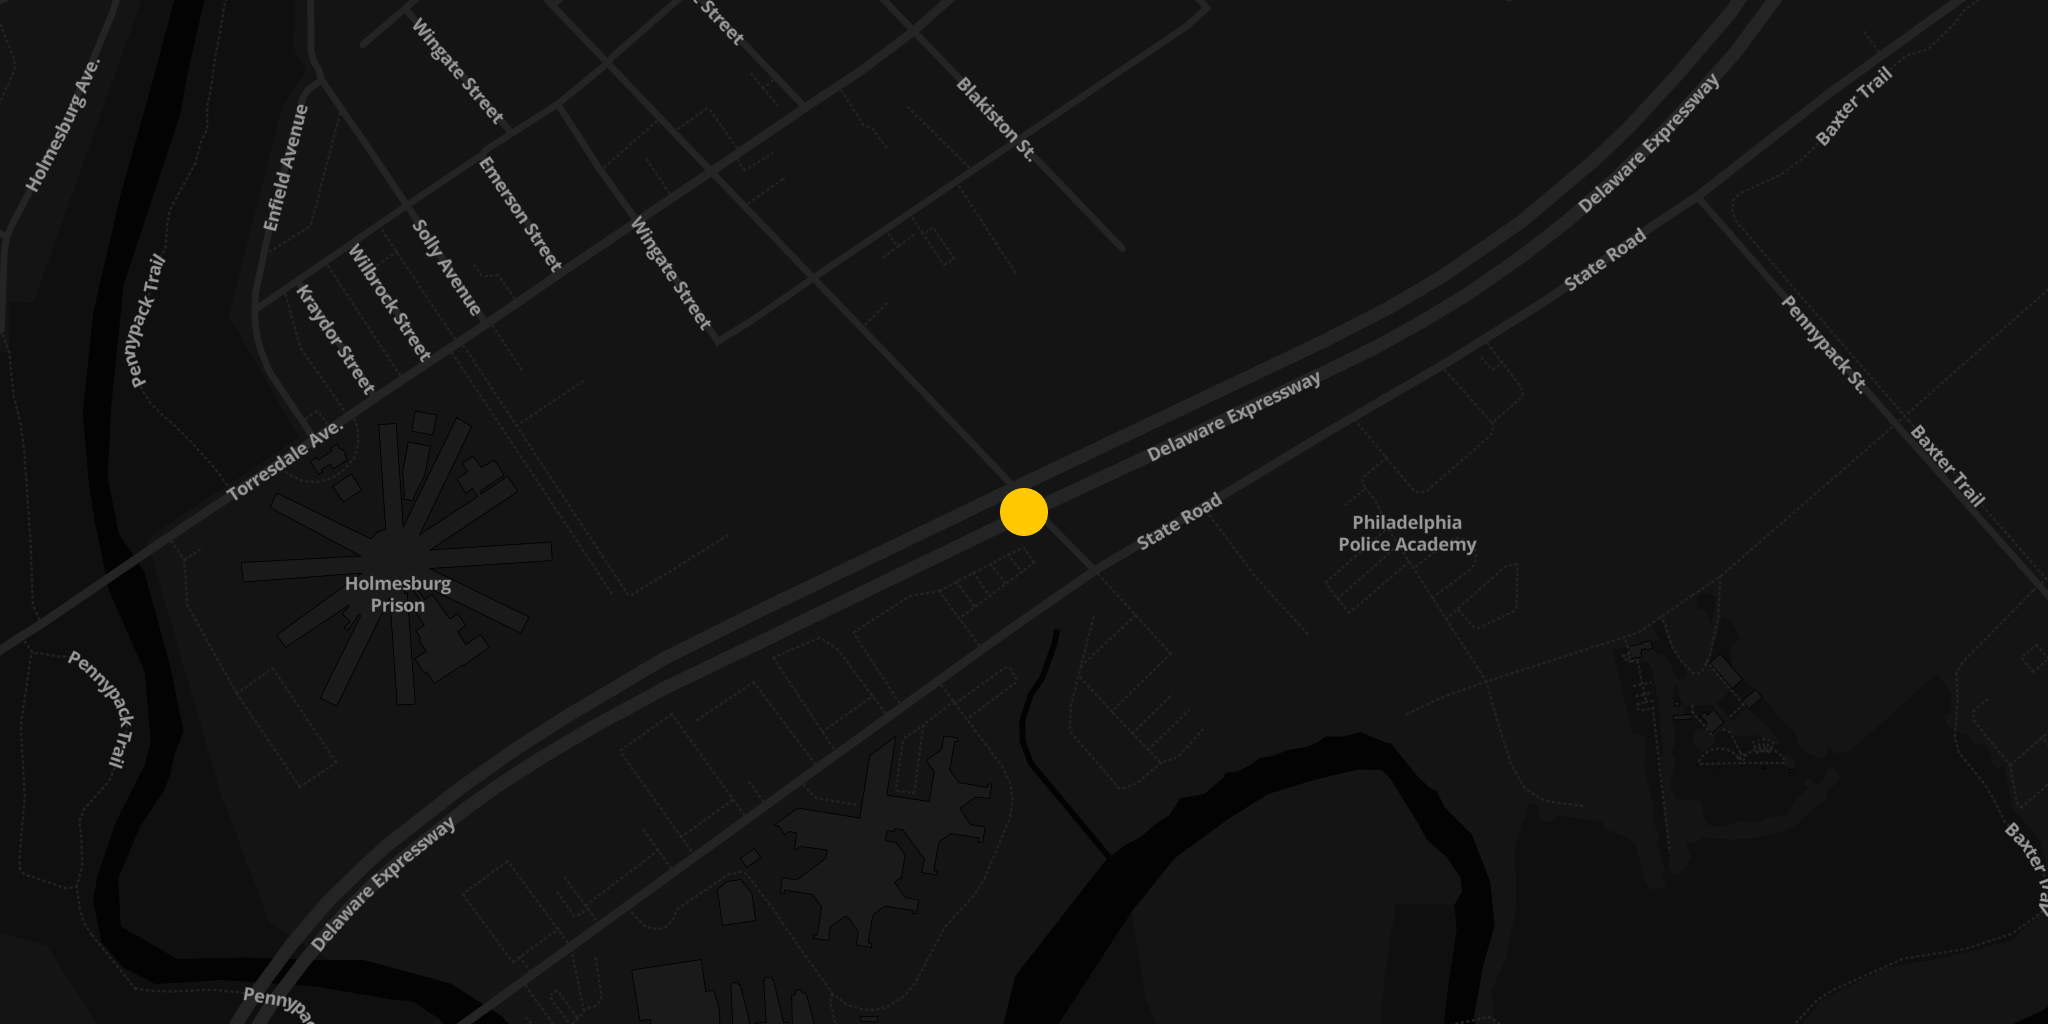 Street
Wingate Street
Holmesburg Ave.
Blakiston St.
Delaware Expressway
Baxter Trail
Enfield Avenue
Emerson Street
Solly Avenue
Wingate Street
Wilbrock Street
Kraydor Street
Pennypack Trail
State Road
Pennypack St.
Delaware Expressway
Torresdale Ave.
Baxter Trail
State Road
Philadelphia
Police Academy
Holmesburg
Prison
Pennypack Trail
Delaware Expressway
Baxter Trail
Pennypac